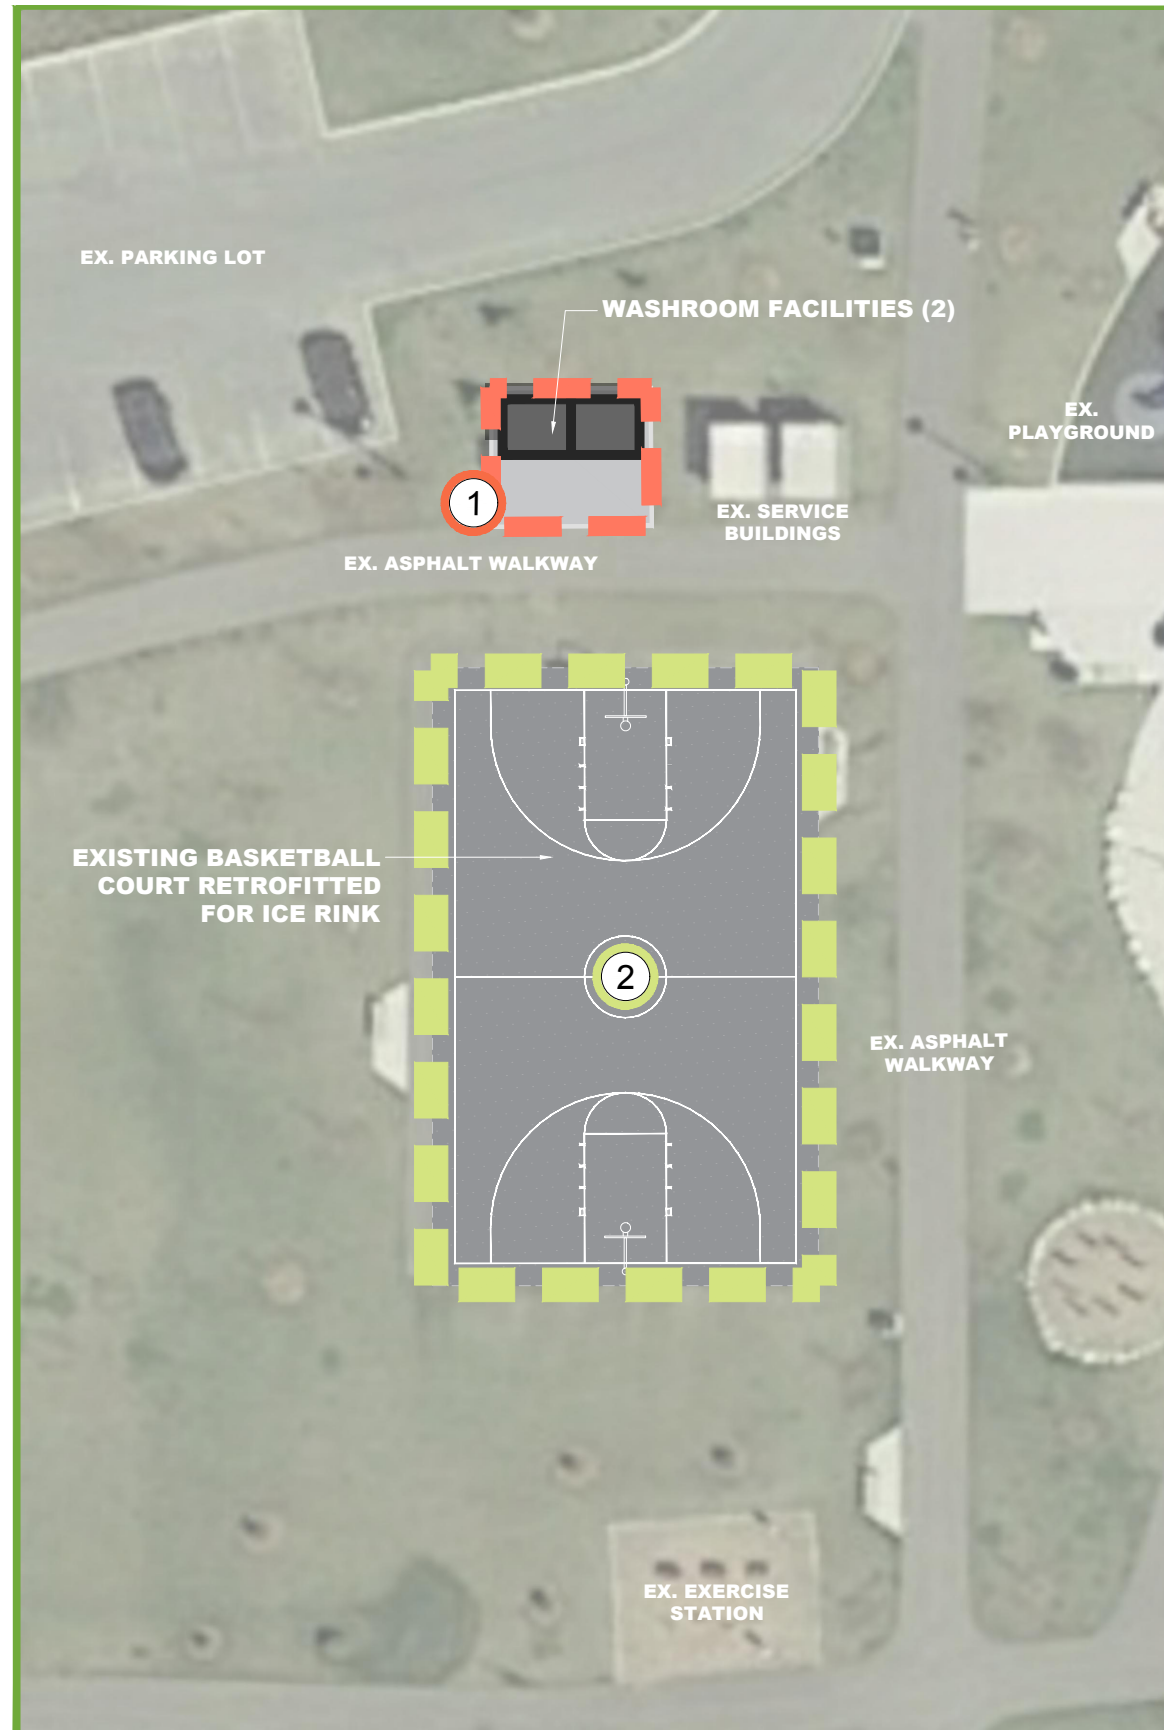 EX. PARKING LOT
WASHROOM FACILITIES (2)
EX.
PLAYGROUND
1
EX. SERVICE
BUILDINGS
EX. ASPHALT WALKWAY
EXISTING BASKETBALL
COURT RETROFITTED
FOR ICE RINK
2
EX. ASPHALT
WALKWAY
EX. EXERCISE
STATION